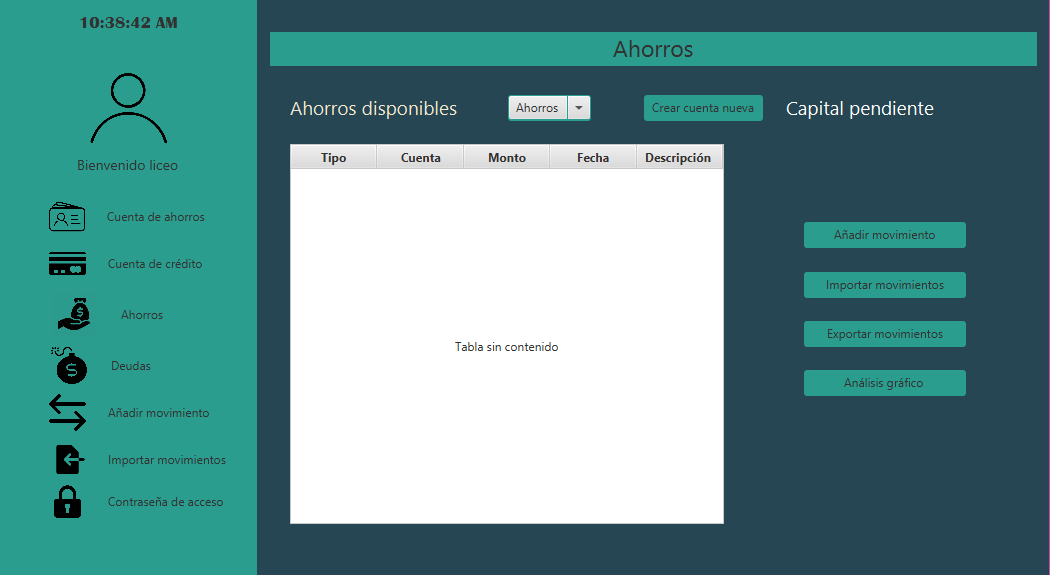 10:38:42 AM
Bienvenido liceo
Cuenta de ahorros
Cuenta de crédito
Ahorros
Deudas
Añadir movimiento
Importar movimientos
Contraseña de acceso
Ahorros
Ahorros disponibles
Ahorros
Crear cuenta nueva
Capital pendiente
Tipo Cuenta Monto Fecha Descripción
Tabla sin contenido
Añadir movimiento
Importar movimientos
Exportar movimientos
Análisis gráfico